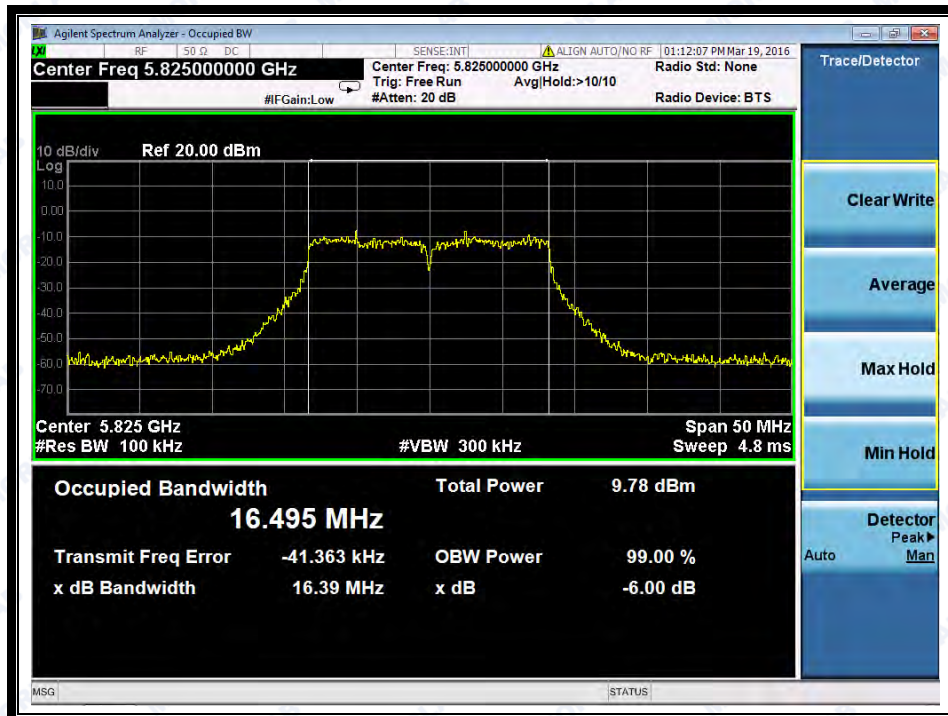 Agilent Spectrum Analyzer - Occupied BW
LXI RF 50 Ω DC SENSE:INT ALIGN AUTO/NO RF 01:12:07 PM Mar 19, 2016
Center Freq 5.825000000 GHz
Center Freq: 5.825000000 GHz
Radio Std: None
Trig: Free Run Avg|Hold:>10/10
#IFGain:Low
#Atten: 20 dB
Radio Device: BTS
10 dB/div Ref 20.00 dBm
Log
10.0
0.00
-10.0
-20.0
-30.0
-40.0
-50.0
-60.0
-70.0
Center 5.825 GHz Span 50 MHz
#Res BW 100 kHz #VBW 300 kHz Sweep 4.8 ms
Occupied Bandwidth Total Power 9.78 dBm
16.495 MHz
Transmit Freq Error -41.363 kHz OBW Power 99.00 %
x dB Bandwidth 16.39 MHz x dB -6.00 dB
MSG STATUS
Trace/Detector
Clear Write
Average
Max Hold
Min Hold
Detector
Peak▶
Auto Man